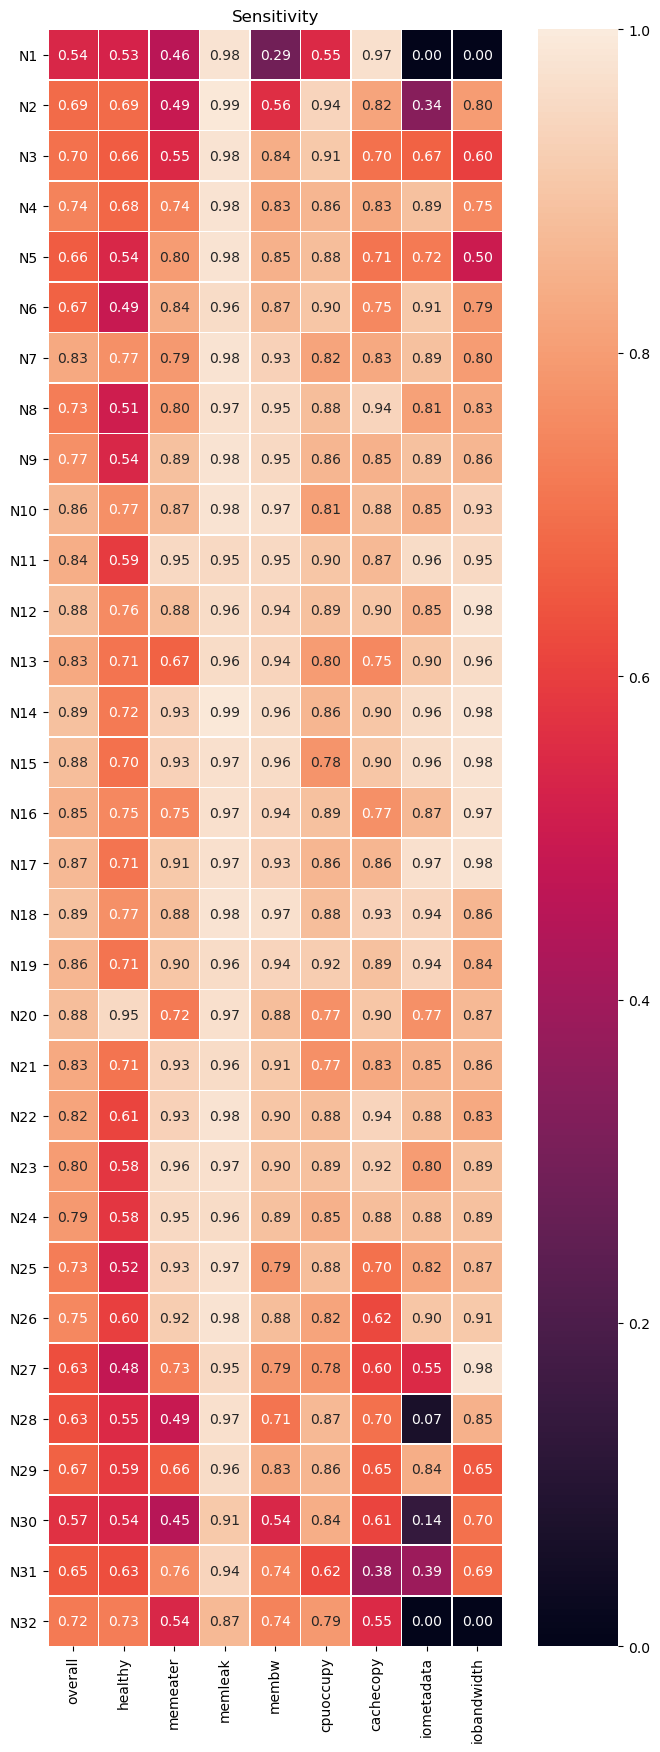 Sensitivity
N1 0.54 0.53 0.46 0.98 0.29 0.55 0.97 0.00 0.00
N2 0.69 0.69 0.49 0.99 0.56 0.94 0.82 0.34 0.80
N3 0.70 0.66 0.55 0.98 0.84 0.91 0.70 0.67 0.60
N4 0.74 0.68 0.74 0.98 0.83 0.86 0.83 0.89 0.75
N5 0.66 0.54 0.80 0.98 0.85 0.88 0.71 0.72 0.50
N6 0.67 0.49 0.84 0.96 0.87 0.90 0.75 0.91 0.79
N7 0.83 0.77 0.79 0.98 0.93 0.82 0.83 0.89 0.80
N8 0.73 0.51 0.80 0.97 0.95 0.88 0.94 0.81 0.83
N9 0.77 0.54 0.89 0.98 0.95 0.86 0.85 0.89 0.86
N10 0.86 0.77 0.87 0.98 0.97 0.81 0.88 0.85 0.93
N11 0.84 0.59 0.95 0.95 0.95 0.90 0.87 0.96 0.95
N12 0.88 0.76 0.88 0.96 0.94 0.89 0.90 0.85 0.98
N13 0.83 0.71 0.67 0.96 0.94 0.80 0.75 0.90 0.96
N14 0.89 0.72 0.93 0.99 0.96 0.86 0.90 0.96 0.98
N15 0.88 0.70 0.93 0.97 0.96 0.78 0.90 0.96 0.98
N16 0.85 0.75 0.75 0.97 0.94 0.89 0.77 0.87 0.97
N17 0.87 0.71 0.91 0.97 0.93 0.86 0.86 0.97 0.98
N18 0.89 0.77 0.88 0.98 0.97 0.88 0.93 0.94 0.86
N19 0.86 0.71 0.90 0.96 0.94 0.92 0.89 0.94 0.84
N20 0.88 0.95 0.72 0.97 0.88 0.77 0.90 0.77 0.87
N21 0.83 0.71 0.93 0.96 0.91 0.77 0.83 0.85 0.86
N22 0.82 0.61 0.93 0.98 0.90 0.88 0.94 0.88 0.83
N23 0.80 0.58 0.96 0.97 0.90 0.89 0.92 0.80 0.89
N24 0.79 0.58 0.95 0.96 0.89 0.85 0.88 0.88 0.89
N25 0.73 0.52 0.93 0.97 0.79 0.88 0.70 0.82 0.87
N26 0.75 0.60 0.92 0.98 0.88 0.82 0.62 0.90 0.91
N27 0.63 0.48 0.73 0.95 0.79 0.78 0.60 0.55 0.98
N28 0.63 0.55 0.49 0.97 0.71 0.87 0.70 0.07 0.85
N29 0.67 0.59 0.66 0.96 0.83 0.86 0.65 0.84 0.65
N30 0.57 0.54 0.45 0.91 0.54 0.84 0.61 0.14 0.70
N31 0.65 0.63 0.76 0.94 0.74 0.62 0.38 0.39 0.69
N32 0.72 0.73 0.54 0.87 0.74 0.79 0.55 0.00 0.00
overall
healthy
memeater
memleak
membw
cpuoccupy
cachecopy
iometadata
iobandwidth
1.0
0.8
0.6
0.4
0.2
0.0